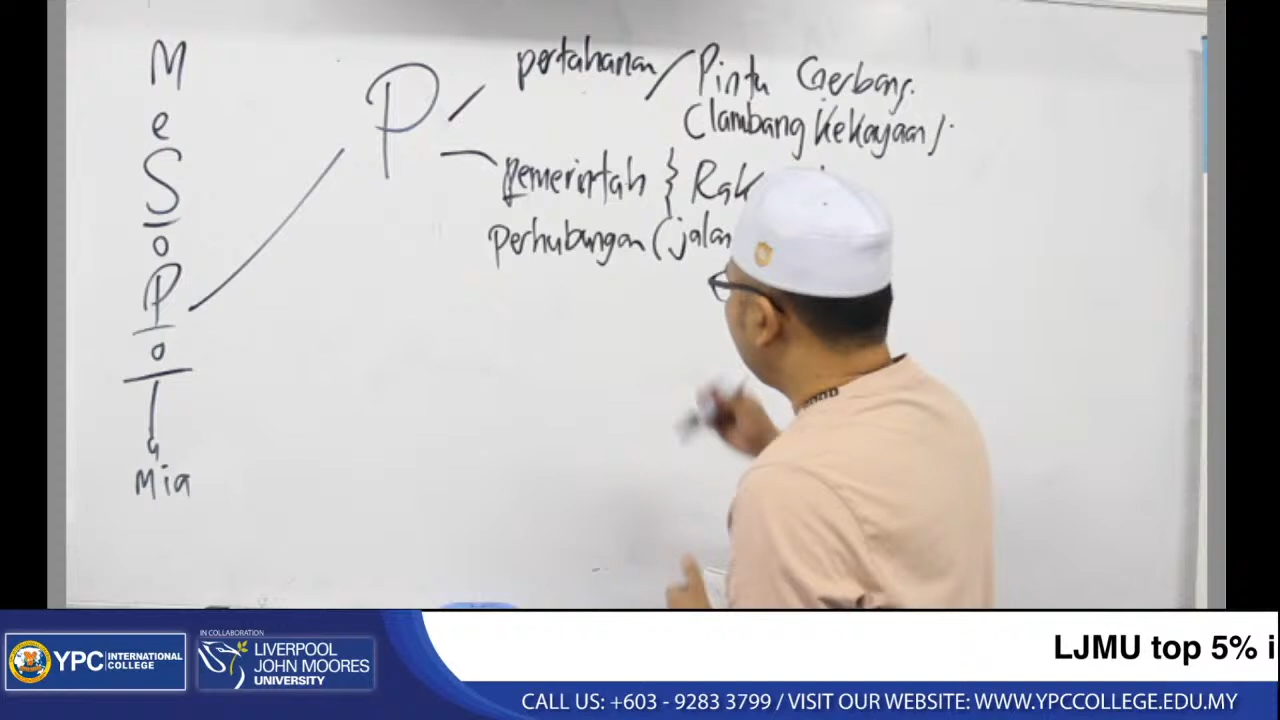 M
e
S
o
P
o
T
a
Mia
P
pertahanan / Pintu Gerbang.
(lambang Kekayaan).
pemerintah } Rak
perhubungan (jalan
IN COLLABORATION
YPC INTERNATIONAL COLLEGE
LIVERPOOL
JOHN MOORES
UNIVERSITY
LJMU top 5% i
CALL US: +603 - 9283 3799 / VISIT OUR WEBSITE: WWW.YPCCOLLEGE.EDU.MY